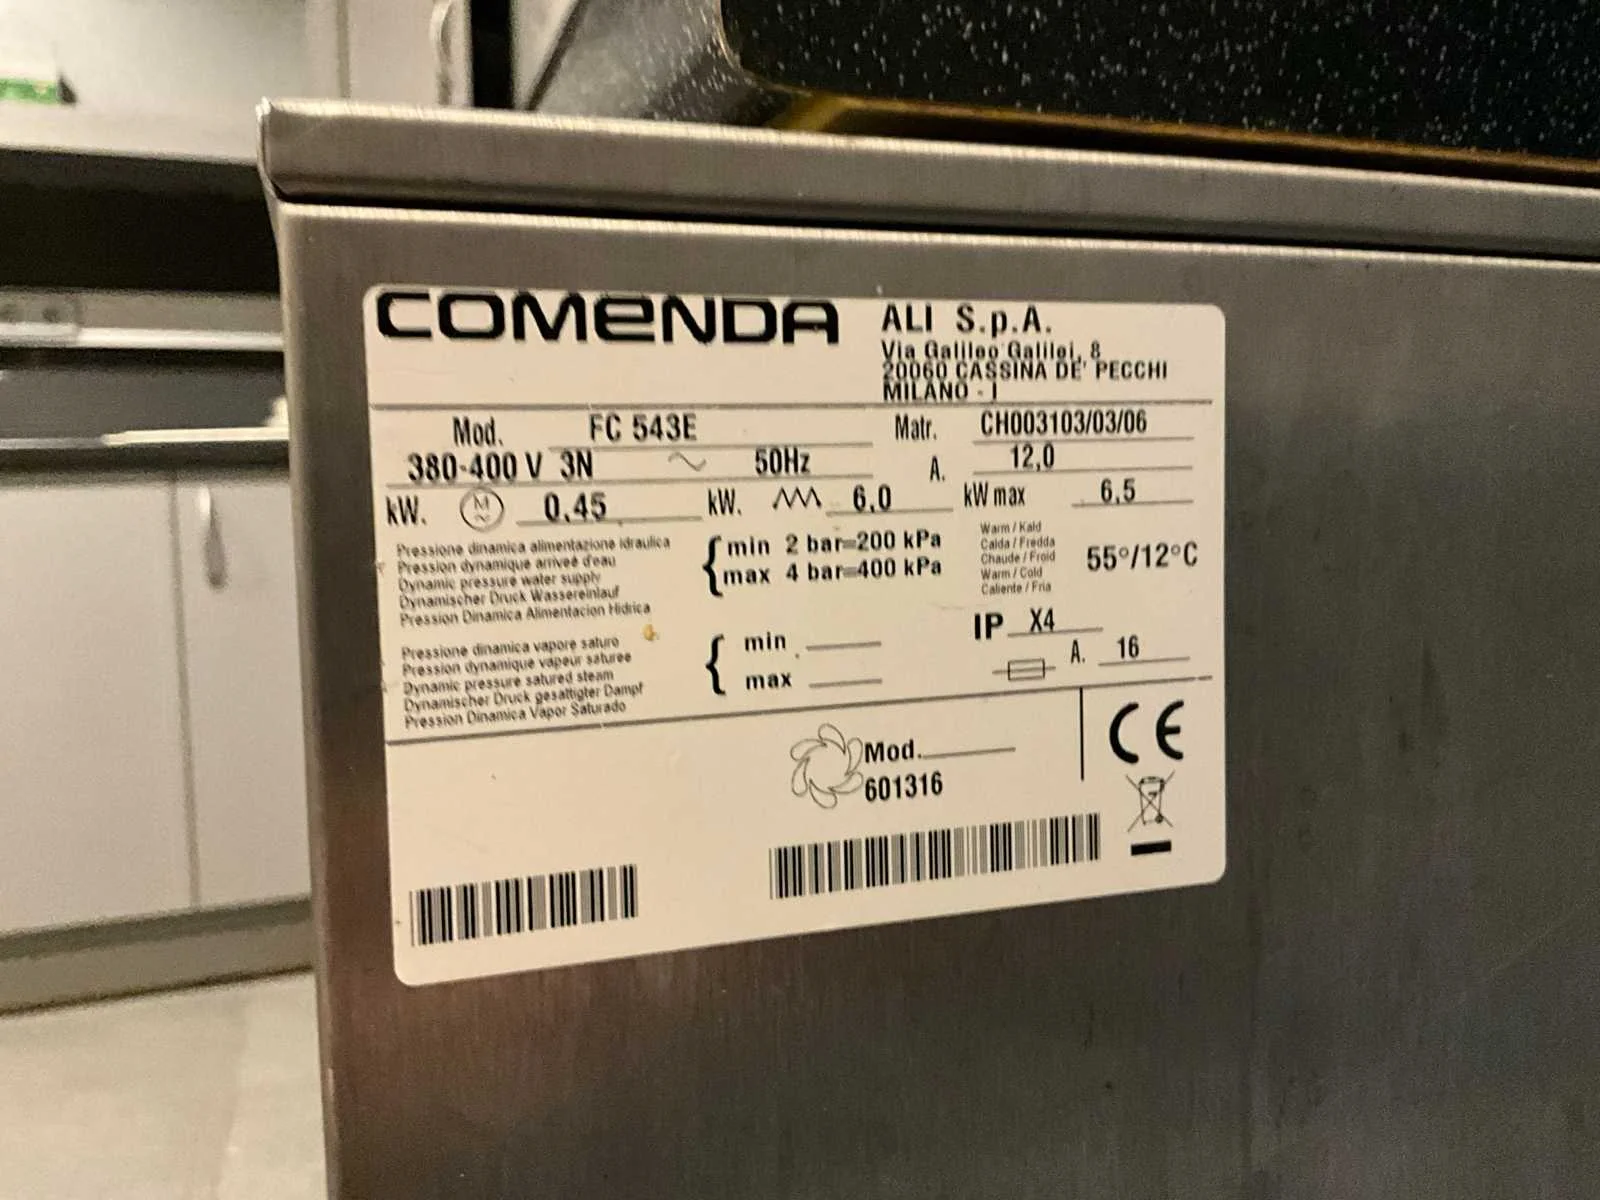 COMENDA
ALI S.p.A.
Via Galileo Galilei, 8
20060 CASSINA DE' PECCHI
MILANO - I
Mod. FC 543E Matr. CH003103/03/06
380-400 V 3N ~ 50Hz A. 12,0
kW. M ~ 0,45 kW. 6,0 kW max 6,5
Pressione dinamica alimentazione idraulica
Pression dynamique arriveé d'eau
Dynamic pressure water supply
Dynamischer Druck Wassereinlauf
Pression Dinamica Alimentacion Hidrica
min 2 bar=200 kPa
max 4 bar=400 kPa
Warm / Kald
Calda / Fredda
Chaude / Froid
Warm / Cold
Caliente / Fria
55°/12°C
IP X4
A. 16
Pressione dinamica vapore saturo
Pression dynamique vapeur saturee
Dynamic pressure satured steam
Dynamischer Druck gesattigter Dampf
Pression Dinamica Vapor Saturado
min
max
Mod.
601316
CE